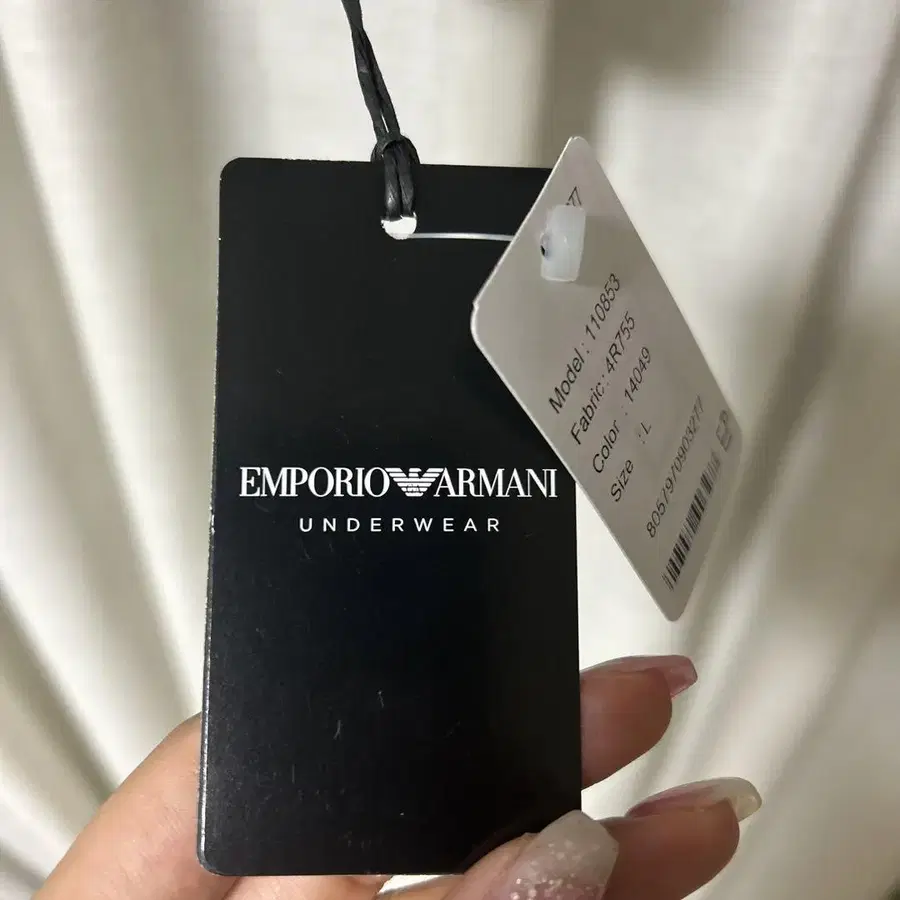 EMPORIO ARMANI
UNDERWEAR
Model : 110853
Fabric : 4R755
Color : 14049
Size : L
8057970903277